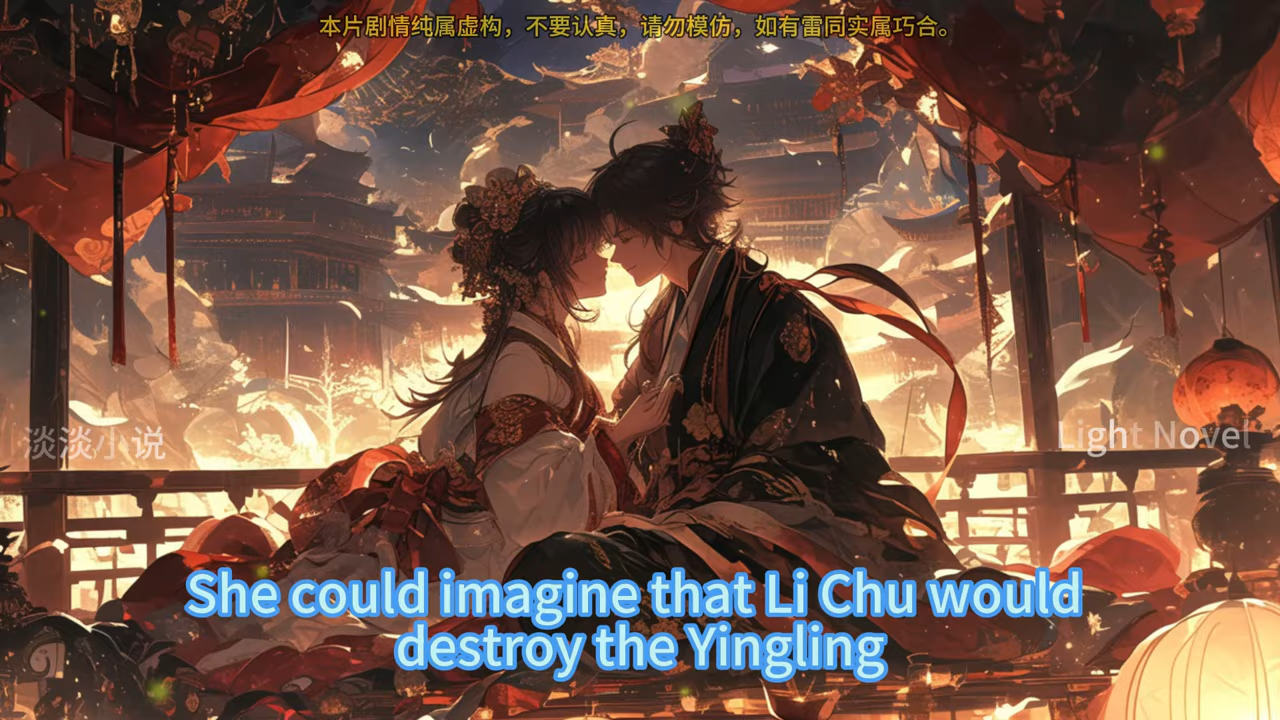 本片剧情纯属虚构，不要认真，请勿模仿，如有雷同实属巧合。
淡淡小说
Light Novel
She could imagine that Li Chu would
destroy the Yingling